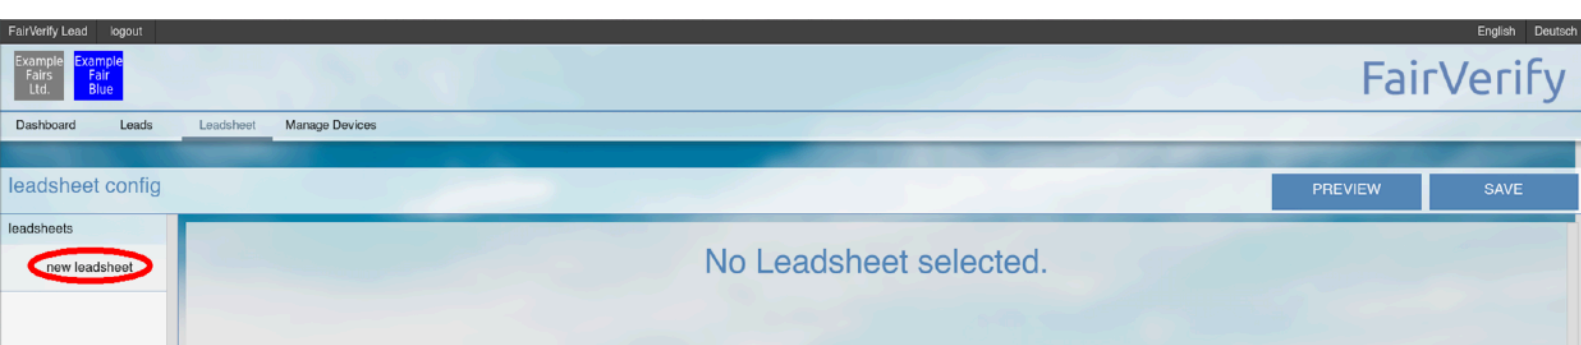 FairVerify Lead logout English Deutsch
Example Fairs Ltd.
Example Fair Blue
FairVerify
Dashboard Leads Leadsheet Manage Devices
leadsheet config PREVIEW SAVE
leadsheets
new leadsheet
No Leadsheet selected.